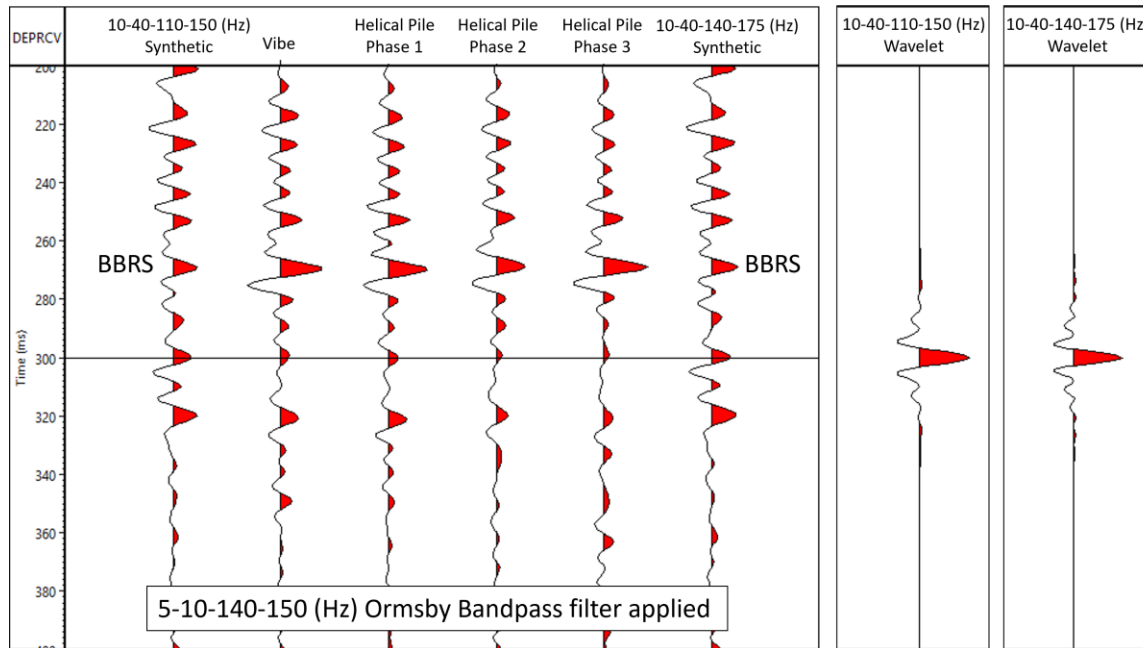 DEPRCV
10-40-110-150 (Hz)
Synthetic
Vibe
Helical Pile
Phase 1
Helical Pile
Phase 2
Helical Pile
Phase 3
10-40-140-175 (Hz)
Synthetic
10-40-110-150 (Hz)
Wavelet
10-40-140-175 (Hz)
Wavelet
200
220
240
260
280
300
320
340
360
380
Time (ms)
BBRS
BBRS
5-10-140-150 (Hz) Ormsby Bandpass filter applied